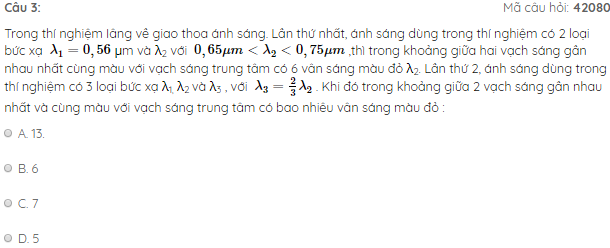 Câu 3: Mã câu hỏi: 42080
Trong thí nghiệm Iâng về giao thoa ánh sáng. Lần thứ nhất, ánh sáng dùng trong thí nghiệm có 2 loại
bức xạ λ₁ = 0,56 μm và λ₂ với 0,65μm < λ₂ < 0,75μm ,thì trong khoảng giữa hai vạch sáng gần
nhau nhất cùng màu với vạch sáng trung tâm có 6 vân sáng màu đỏ λ₂. Lần thứ 2, ánh sáng dùng trong
thí nghiệm có 3 loại bức xạ λ₁, λ₂ và λ₃ , với λ₃ = 2/3 λ₂ . Khi đó trong khoảng giữa 2 vạch sáng gần nhau
nhất và cùng màu với vạch sáng trung tâm có bao nhiêu vân sáng màu đỏ :
A. 13.
B. 6
C. 7
D. 5